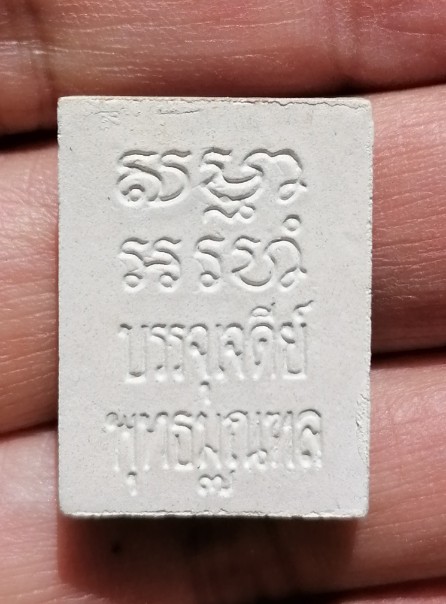 សម្មា
អរហំ
บรรจุเจดีย์
พุทธมณฑล